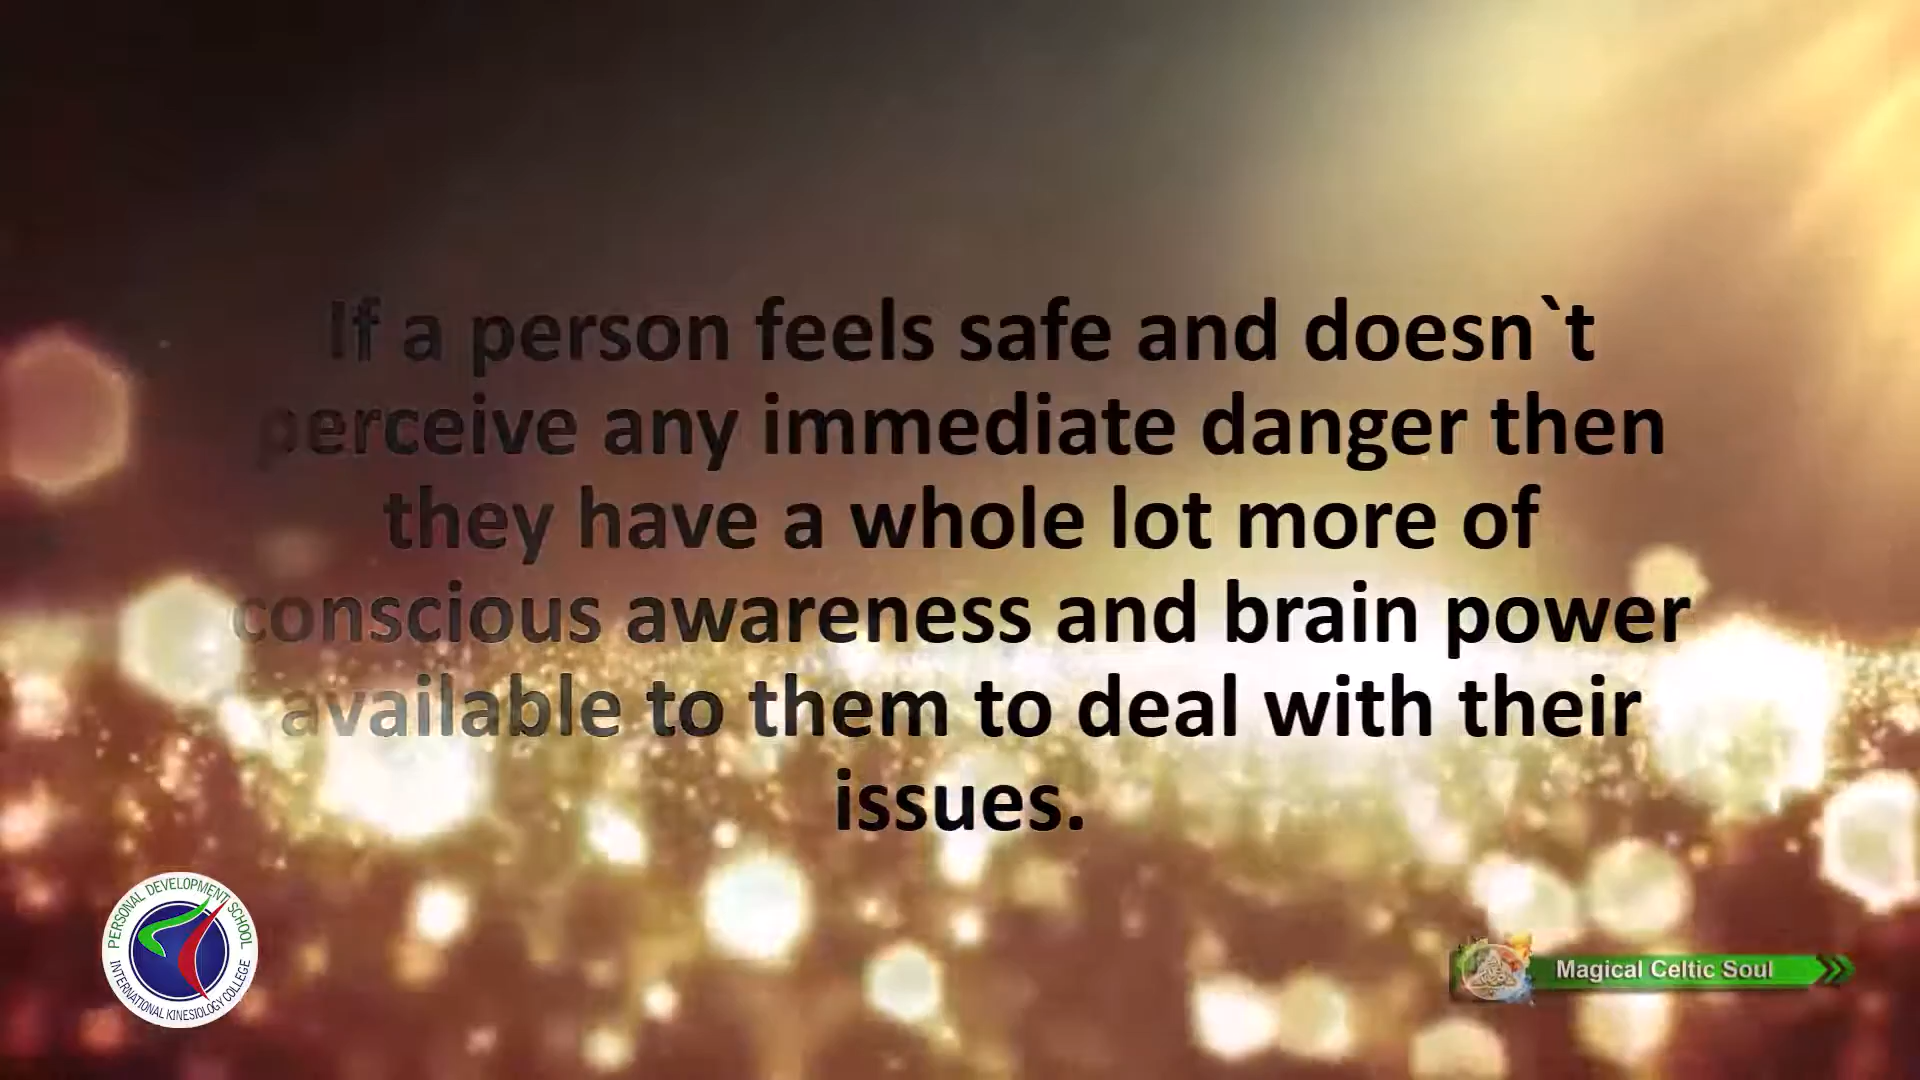 If a person feels safe and doesn`t
perceive any immediate danger then
they have a whole lot more of
conscious awareness and brain power
available to them to deal with their
issues.
PERSONAL DEVELOPMENT SCHOOL
INTERNATIONAL KINESIOLOGY COLLEGE
Magical Celtic Soul